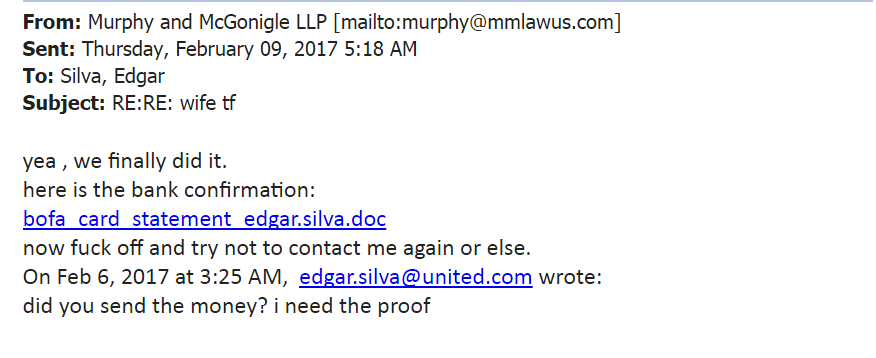 From: Murphy and McGonigle LLP [mailto:murphy@mmlawus.com]
Sent: Thursday, February 09, 2017 5:18 AM
To: Silva, Edgar
Subject: RE:RE: wife tf
yea , we finally did it.
here is the bank confirmation:
bofa_card_statement_edgar.silva.doc
now fuck off and try not to contact me again or else.
On Feb 6, 2017 at 3:25 AM, edgar.silva@united.com wrote:
did you send the money? i need the proof